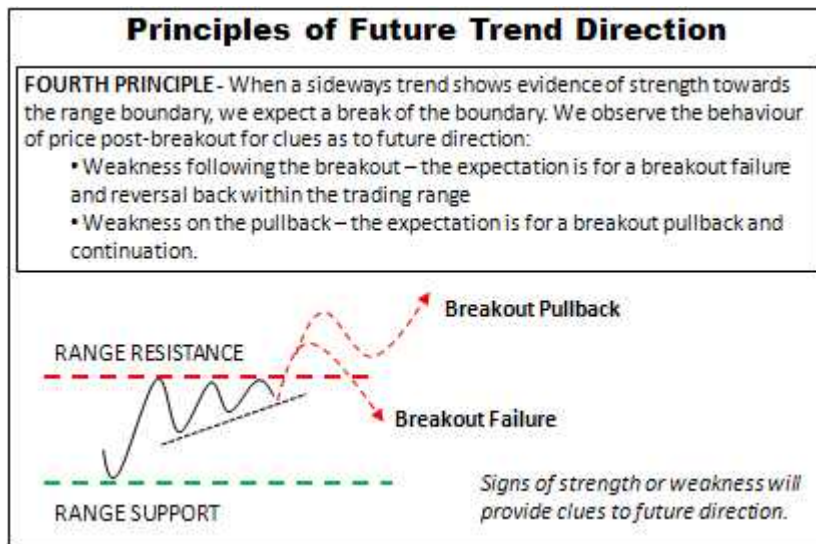 Principles of Future Trend Direction
FOURTH PRINCIPLE - When a sideways trend shows evidence of strength towards
the range boundary, we expect a break of the boundary. We observe the behaviour
of price post-breakout for clues as to future direction:
• Weakness following the breakout – the expectation is for a breakout failure
and reversal back within the trading range
• Weakness on the pullback – the expectation is for a breakout pullback and
continuation.
Breakout Pullback
RANGE RESISTANCE
Breakout Failure
RANGE SUPPORT
Signs of strength or weakness will
provide clues to future direction.